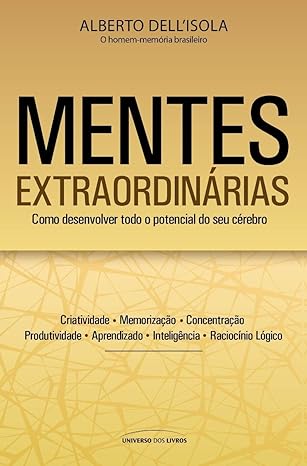 ALBERTO DELL'ISOLA
O homem-memória brasileiro
MENTES
EXTRAORDINÁRIAS
Como desenvolver todo o potencial do seu cérebro
Criatividade • Memorização • Concentração
Produtividade • Aprendizado • Inteligência • Raciocínio Lógico
UNIVERSO DOS LIVROS